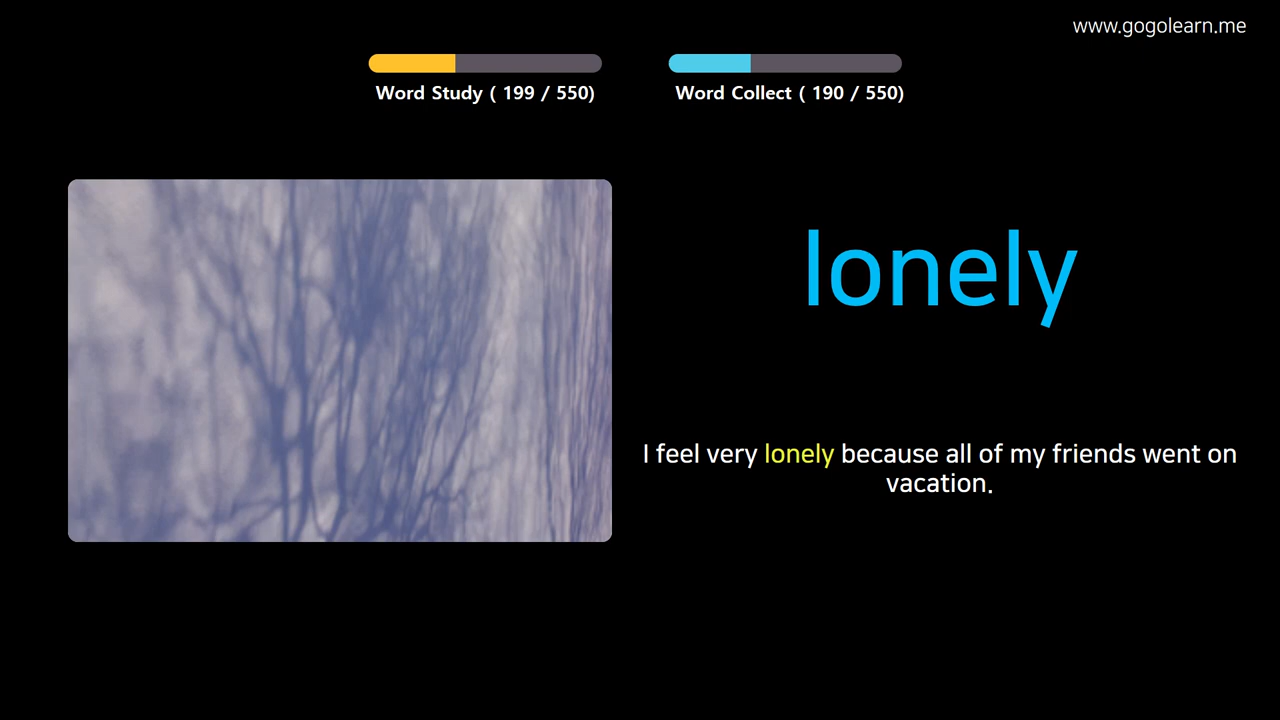 www.gogolearn.me
Word Study ( 199 / 550)
Word Collect ( 190 / 550)
lonely
I feel very lonely because all of my friends went on
vacation.